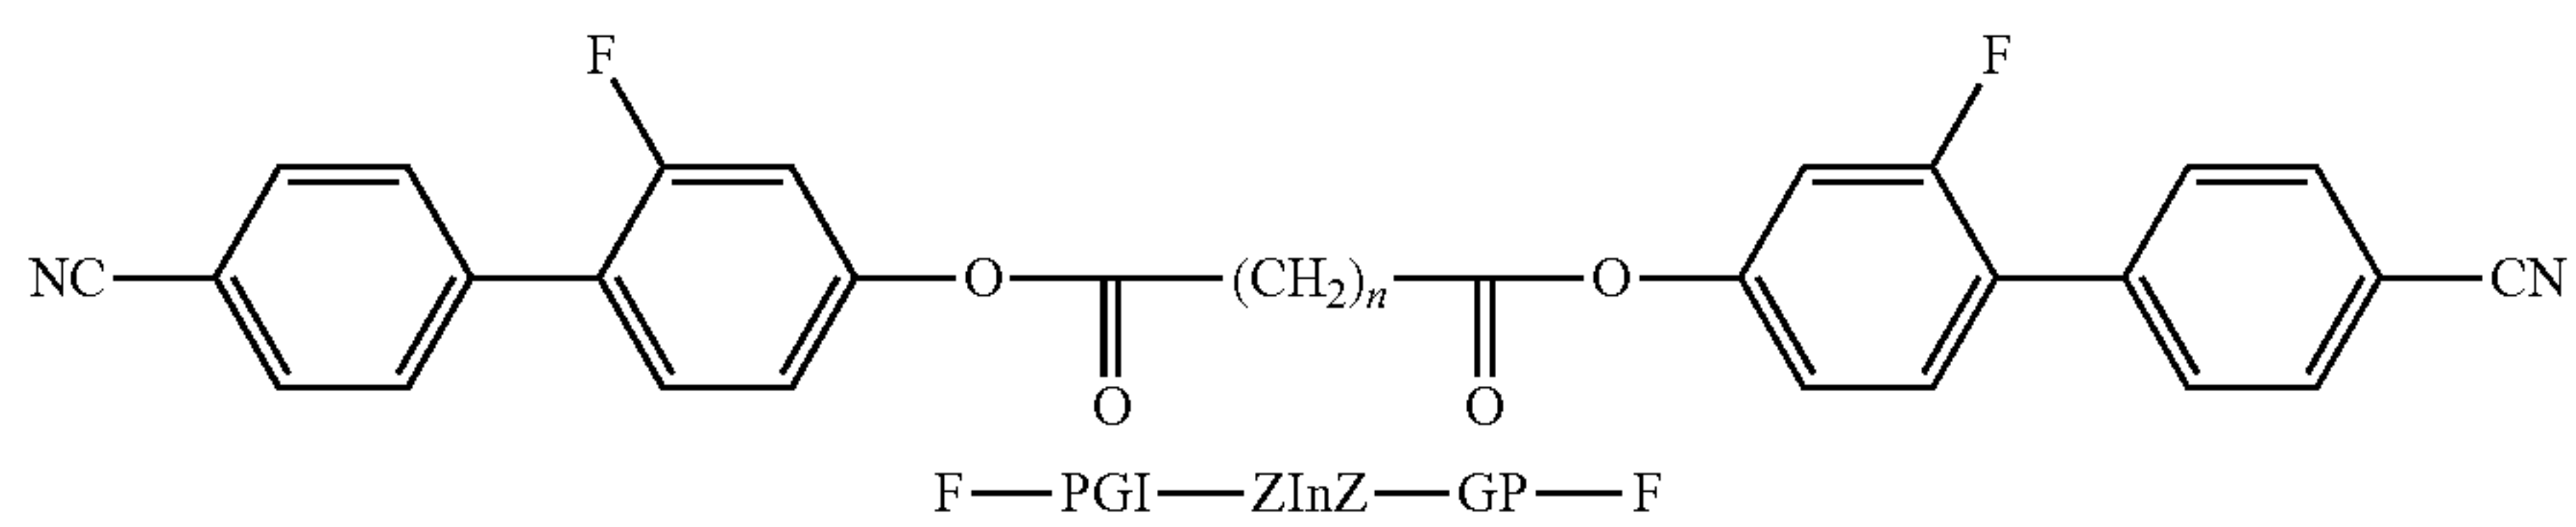 F F
NC O (CH₂)ₙ O CN
O O
F—PGI—ZInZ—GP—F